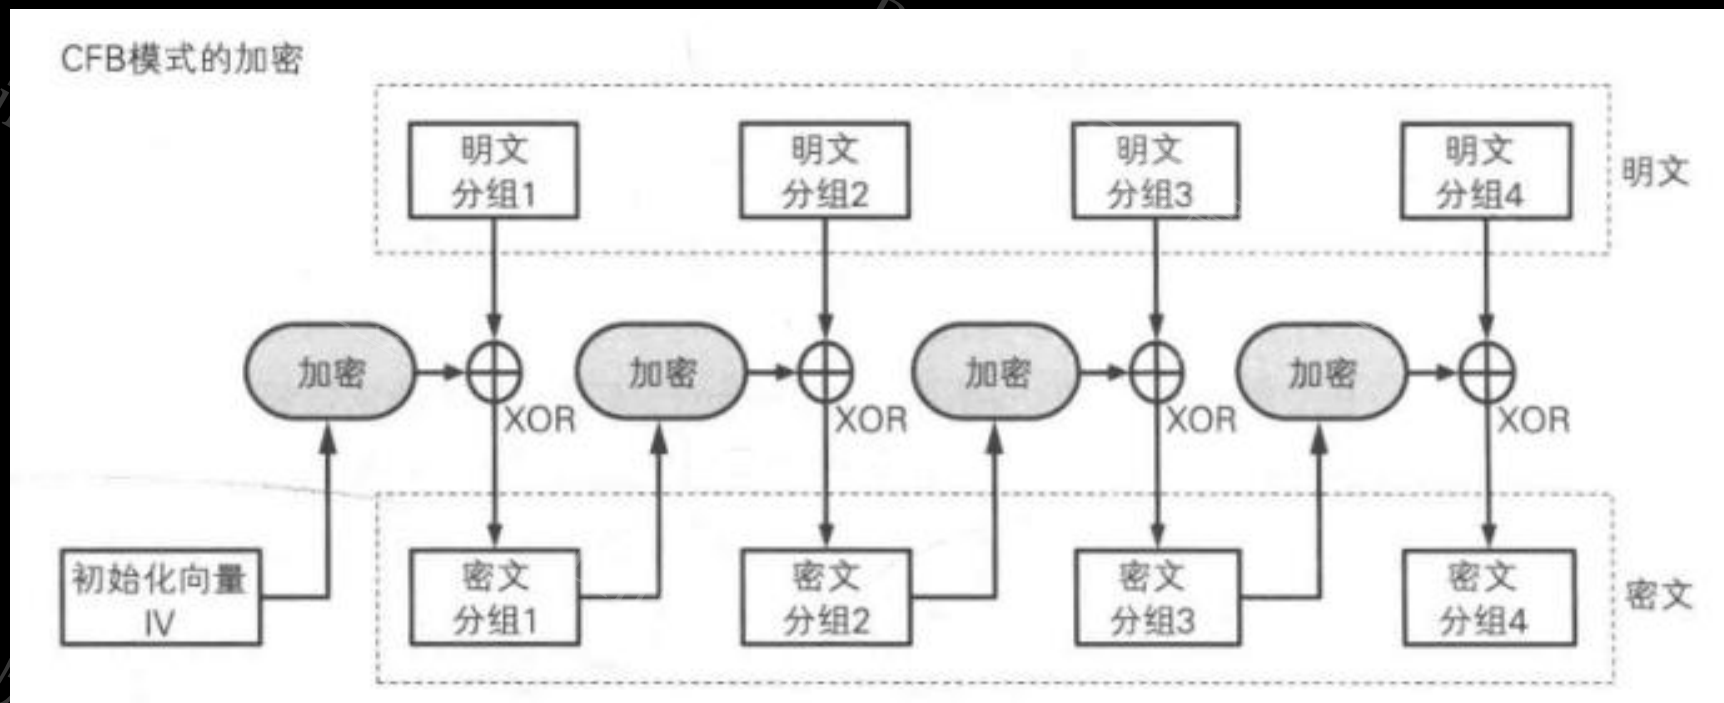 CFB模式的加密
明文
分组1
明文
分组2
明文
分组3
明文
分组4
明文
加密
加密
加密
加密
XOR
XOR
XOR
XOR
初始化向量
IV
密文
分组1
密文
分组2
密文
分组3
密文
分组4
密文